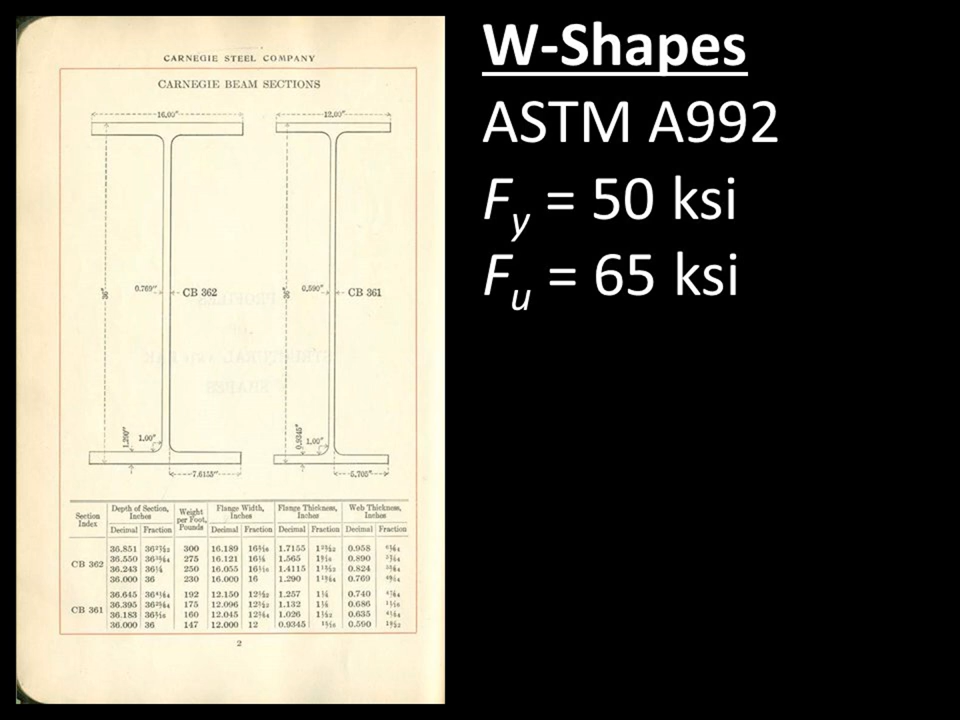 CARNEGIE STEEL COMPANY
CARNEGIE BEAM SECTIONS
16.00" 12.00"
36" 0.769" CB 362 36" 0.590" CB 361
1.00" 0.9345" 1.00"
7.6155" 5.705"
Section Index Depth of Section, Inches Weight per Foot, Pounds Flange Width, Inches Flange Thickness, Inches Web Thickness, Inches
Decimal Fraction Decimal Fraction Decimal Fraction Decimal Fraction
CB 362
36.851 300 16.189 1.7155 0.958
36.550 275 16.121 1.565 0.890
36.243 36¼ 250 16.055 1.4115 0.824
36.000 36 230 16.000 16 1.290 0.769
CB 361
36.645 192 12.150 1.257 1¼ 0.740
36.395 175 12.096 1.132 0.686
36.183 160 12.045 1.026 0.635
36.000 36 147 12.000 12 0.9345 0.590
2
W-Shapes
ASTM A992
Fy = 50 ksi
Fu = 65 ksi